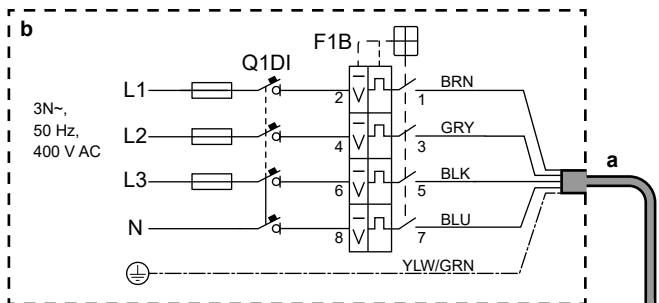 b
F1B
Q1DI
3N~,
50 Hz,
400 V AC
L1
2
1
BRN
L2
4
3
GRY
L3
6
5
BLK
N
8
7
BLU
YLW/GRN
a